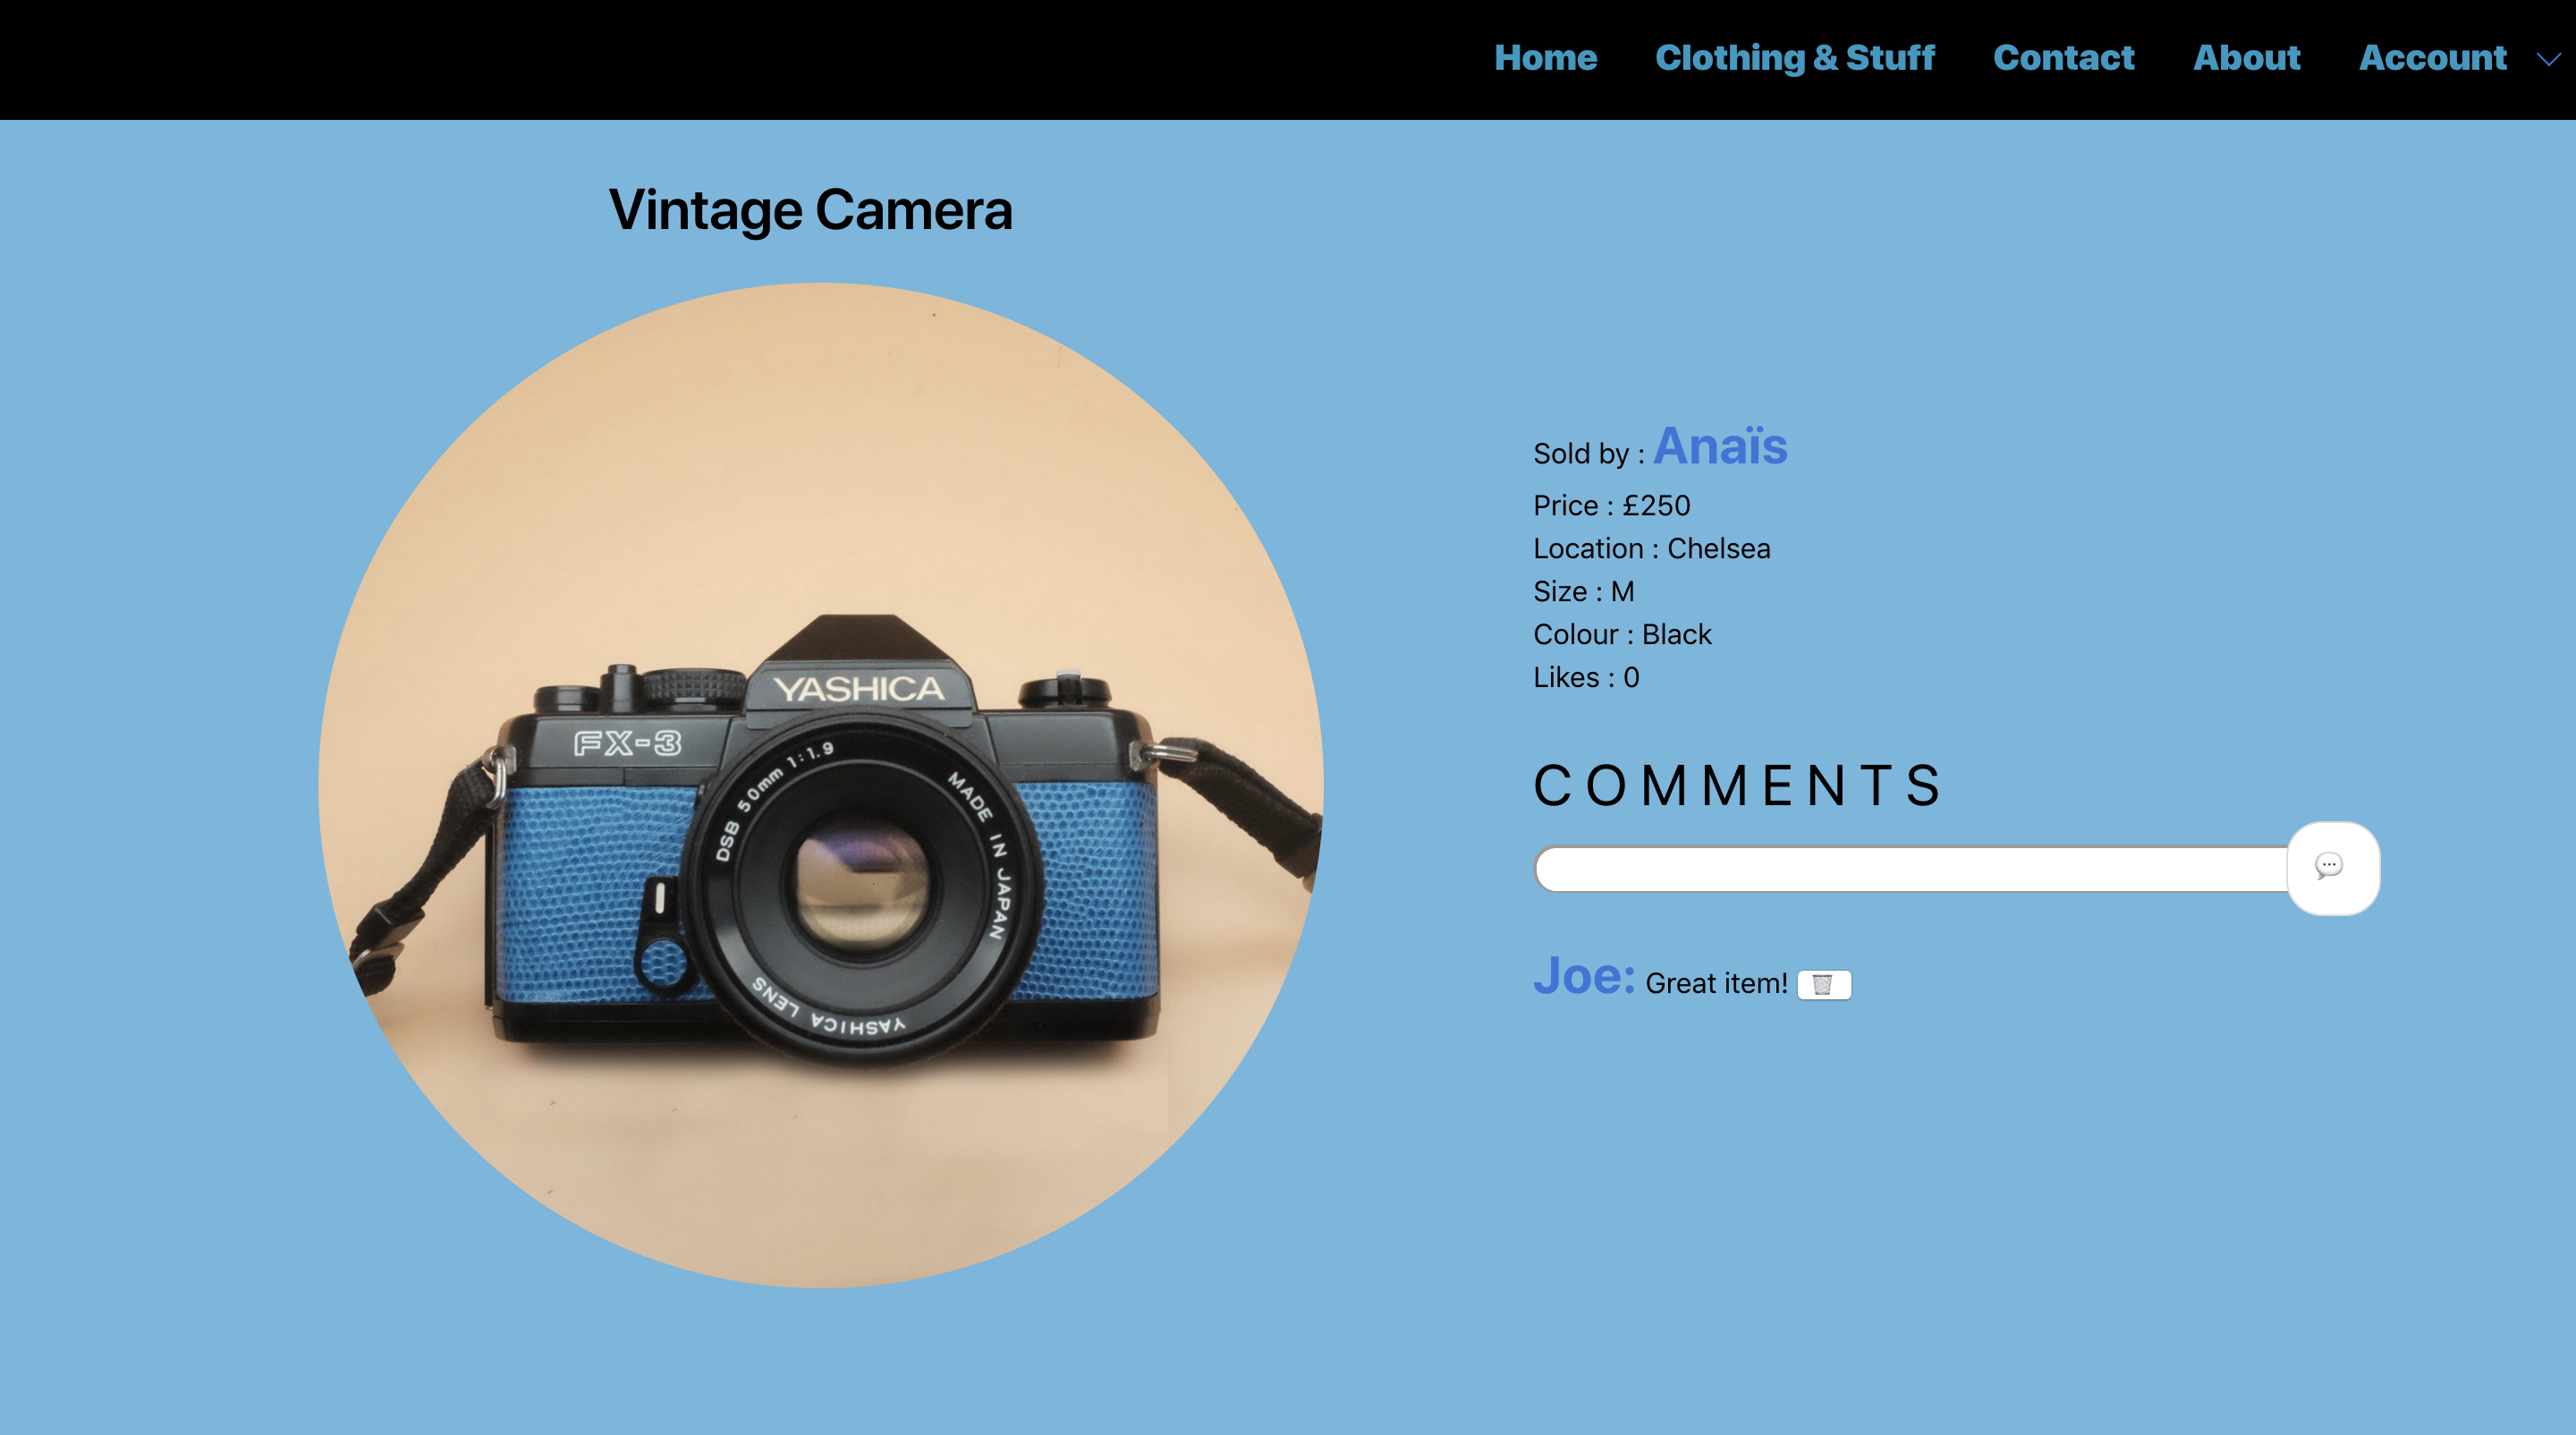 Home Clothing & Stuff Contact About Account
Vintage Camera
YASHICA
FX-3
DSB 50mm 1:1.9
MADE IN JAPAN
YASHICA LENS
Sold by : Anaïs
Price : £250
Location : Chelsea
Size : M
Colour : Black
Likes : 0
COMMENTS
Joe: Great item!